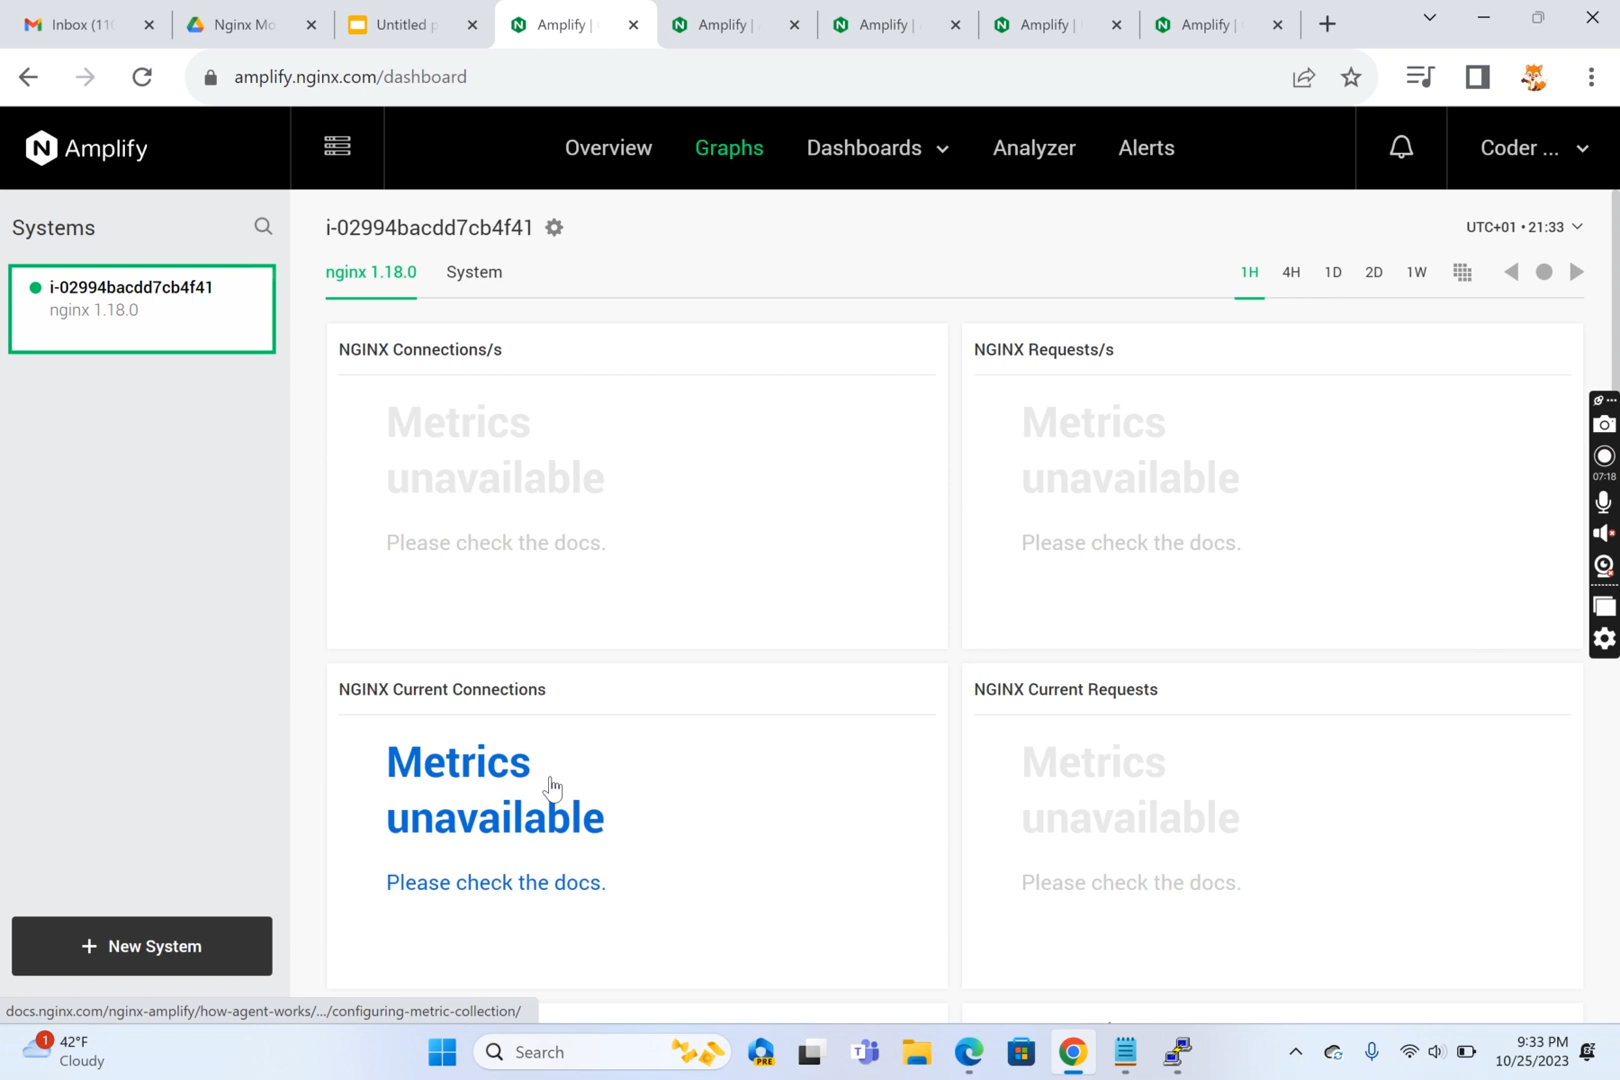 Inbox (11
Nginx Mo
Untitled p
Amplify |
Amplify |
Amplify |
Amplify |
Amplify |
amplify.nginx.com/dashboard
N Amplify
Overview
Graphs
Dashboards
Analyzer
Alerts
Coder ...
Systems
i-02994bacdd7cb4f41
nginx 1.18.0
i-02994bacdd7cb4f41
UTC+01 • 21:33
nginx 1.18.0
System
1H
4H
1D
2D
1W
NGINX Connections/s
Metrics
unavailable
Please check the docs.
NGINX Requests/s
Metrics
unavailable
Please check the docs.
07:18
NGINX Current Connections
Metrics
unavailable
Please check the docs.
NGINX Current Requests
Metrics
unavailable
Please check the docs.
+ New System
docs.nginx.com/nginx-amplify/how-agent-works/.../configuring-metric-collection/
1
42°F
Cloudy
Search
PRE
9:33 PM
10/25/2023